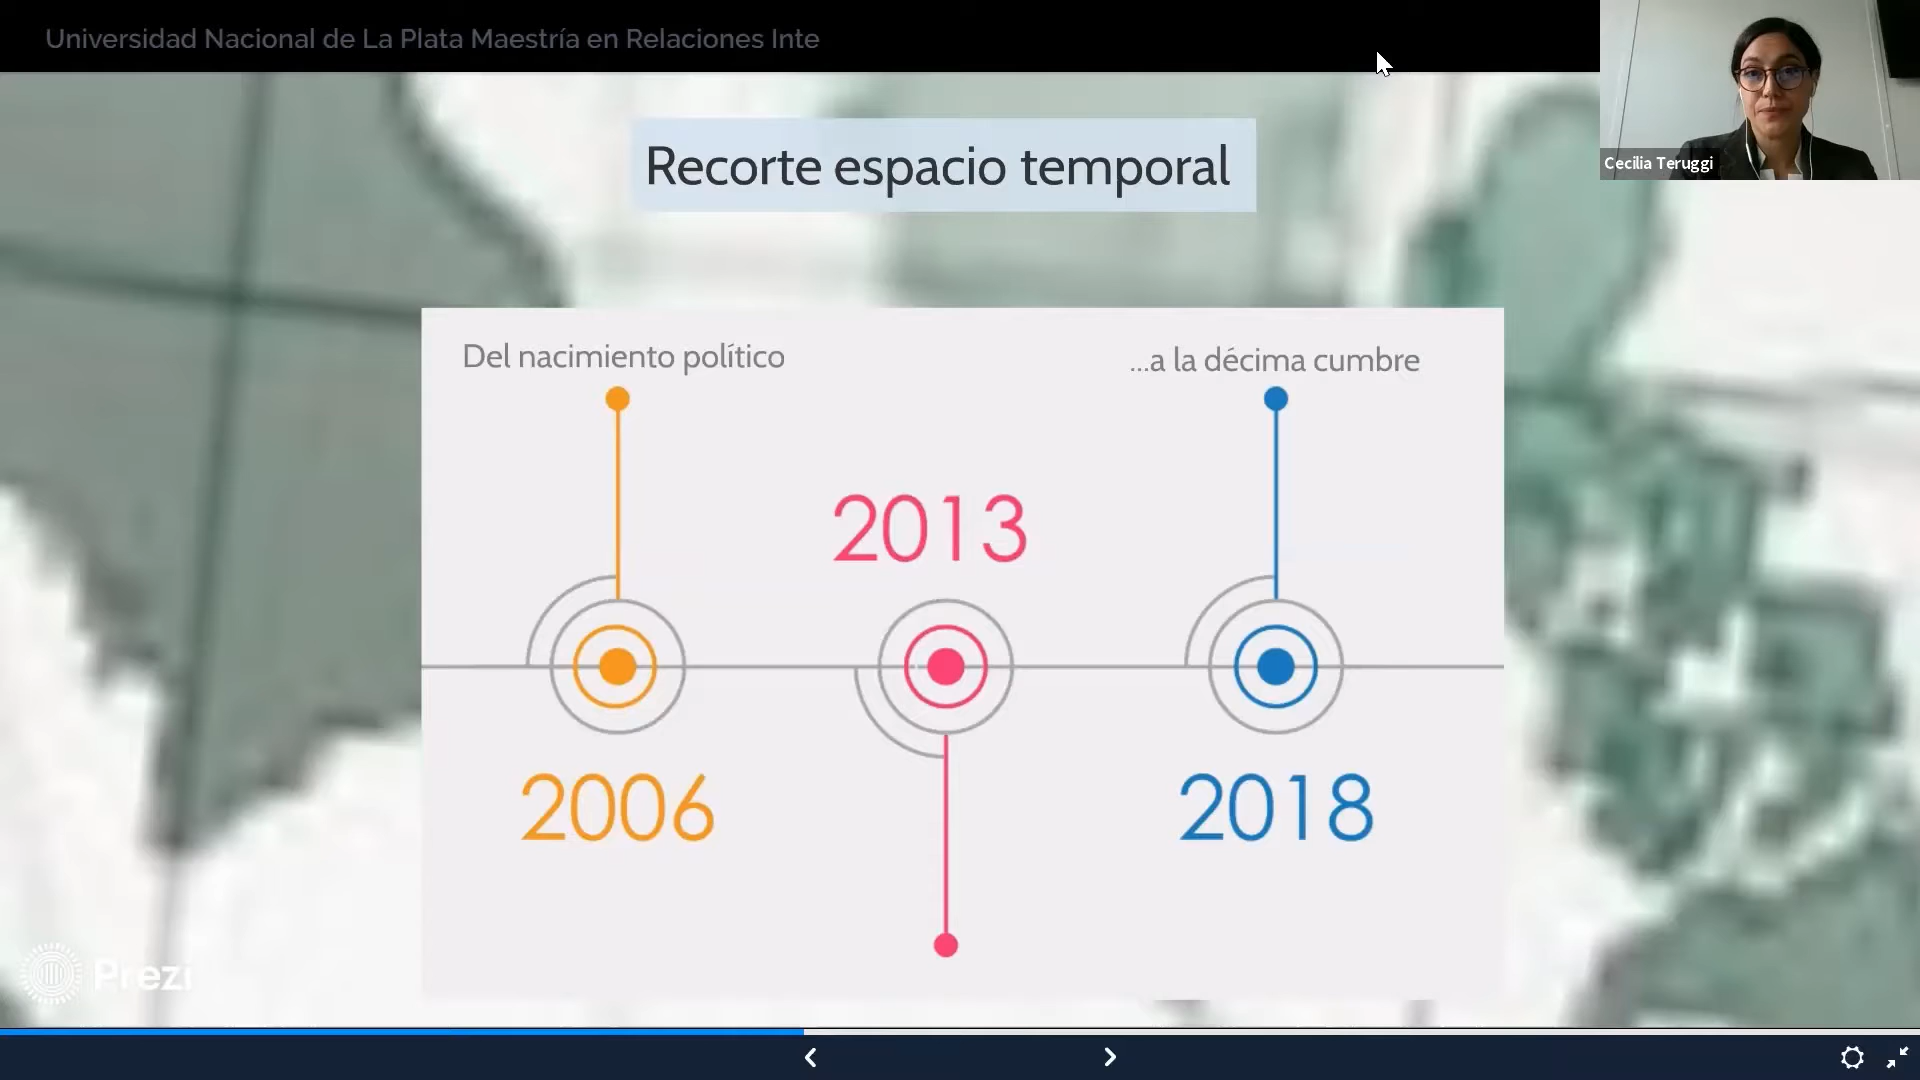 Universidad Nacional de La Plata Maestría en Relaciones Inte
Cecilia Teruggi
Recorte espacio temporal
Del nacimiento político
...a la décima cumbre
2013
2006
2018
Prezi